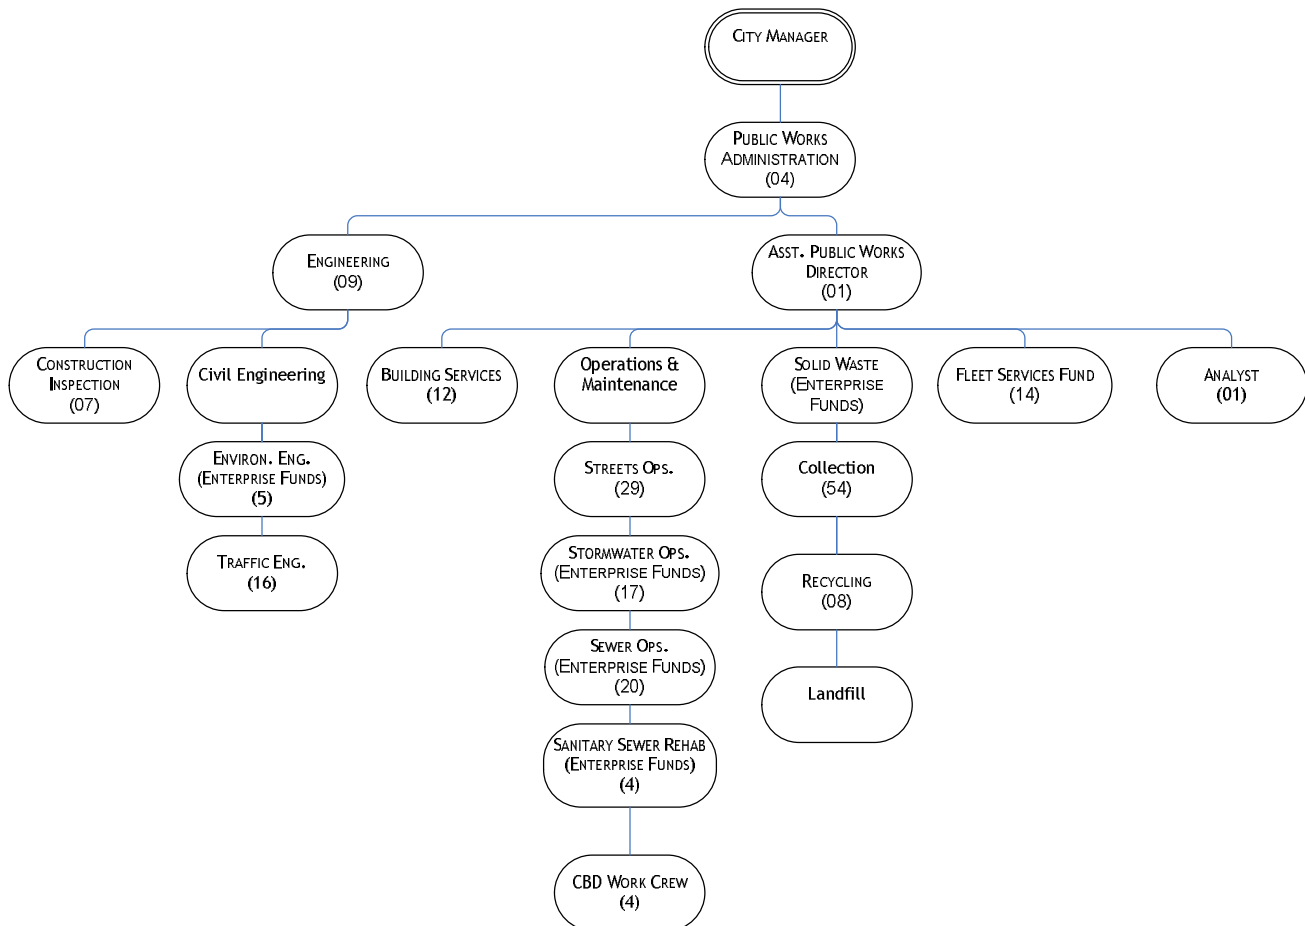 CITY MANAGER
PUBLIC WORKS
ADMINISTRATION
(04)
ENGINEERING
(09)
ASST. PUBLIC WORKS
DIRECTOR
(01)
CONSTRUCTION
INSPECTION
(07)
Civil Engineering
BUILDING SERVICES
(12)
Operations &
Maintenance
SOLID WASTE
(ENTERPRISE
FUNDS)
FLEET SERVICES FUND
(14)
ANALYST
(01)
ENVIRON. ENG.
(ENTERPRISE FUNDS)
(5)
TRAFFIC ENG.
(16)
STREETS OPS.
(29)
STORMWATER OPS.
(ENTERPRISE FUNDS)
(17)
SEWER OPS.
(ENTERPRISE FUNDS)
(20)
SANITARY SEWER REHAB
(ENTERPRISE FUNDS)
(4)
CBD WORK CREW
(4)
Collection
(54)
RECYCLING
(08)
Landfill